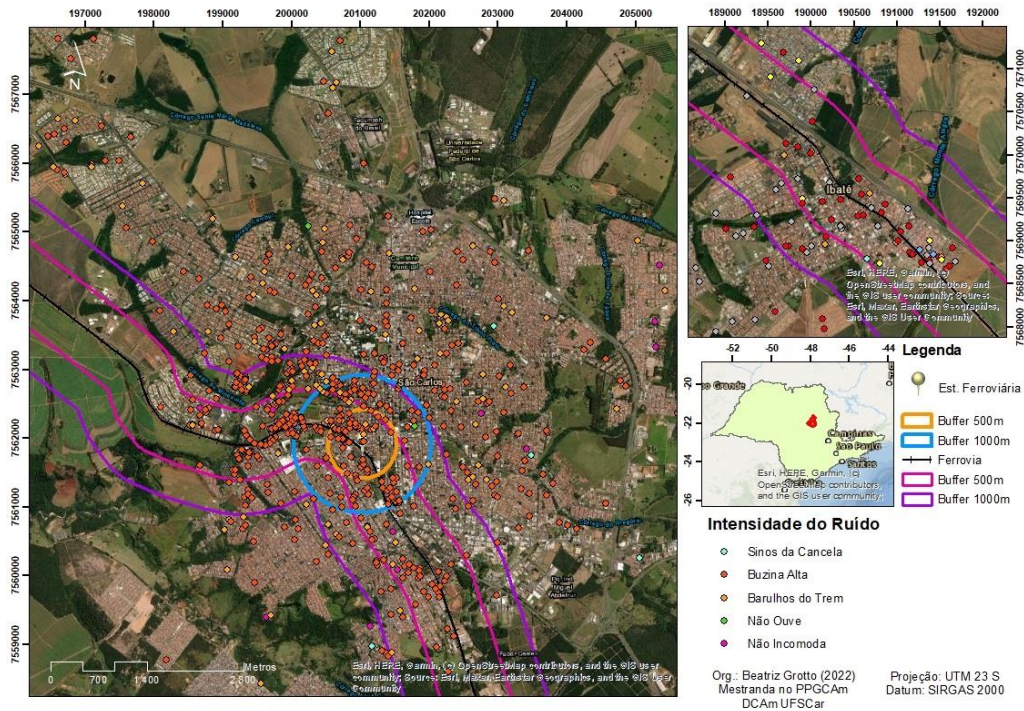 197000 198000 199000 200000 201000 202000 203000 204000 205000
7567000
7566000
7565000
7564000
7563000
7562000
7561000
7560000
7559000
N
Universidade
Federal de
São Carlos
Hospital
São Carlos
0 700 1.400 2.800
Metros
Esri, HERE, Garmin, (c) OpenStreetMap contributors, and the GIS user
community; Source: Esri, Maxar, Earthstar Geographics, and the GIS User
Community
189000 189500 190000 190500 191000 191500 192000
7571000
7570500
7570000
7569500
7569000
7568500
7568000
Ibaté
Esri, HERE, Garmin, (c)
OpenStreetMap contributors, and
the GIS user community; Source:
Esri, Maxar, Earthstar Geographics,
and the GIS User Community
-52 -50 -48 -46 -44
-20
-22
-24
-26
Campinas
São Paulo
Santos
Esri, HERE, Garmin, (c)
OpenStreetMap contributors,
and the GIS user community;
Legenda
Est. Ferroviária
Buffer 500m
Buffer 1000m
Ferrovia
Buffer 500m
Buffer 1000m
Intensidade do Ruído
Sinos da Cancela
Buzina Alta
Barulhos do Trem
Não Ouve
Não Incomoda
Org.: Beatriz Grotto (2022)
Mestranda no PPGCAm
DCAm UFSCar
Projeção: UTM 23 S
Datum: SIRGAS 2000